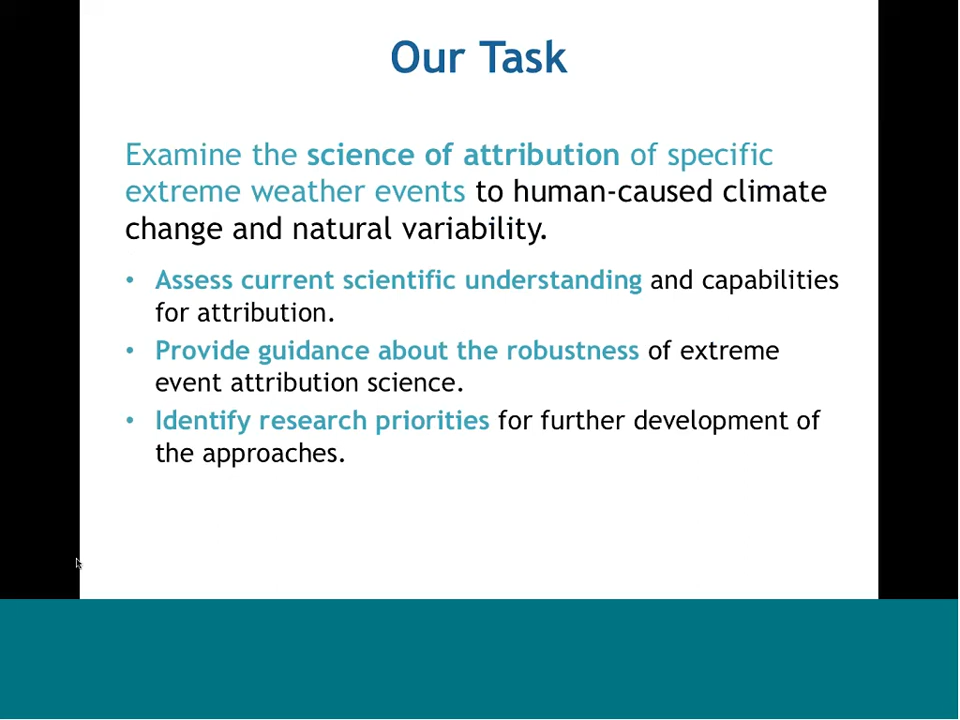 Our Task
Examine the science of attribution of specific
extreme weather events to human-caused climate
change and natural variability.
• Assess current scientific understanding and capabilities
for attribution.
• Provide guidance about the robustness of extreme
event attribution science.
• Identify research priorities for further development of
the approaches.